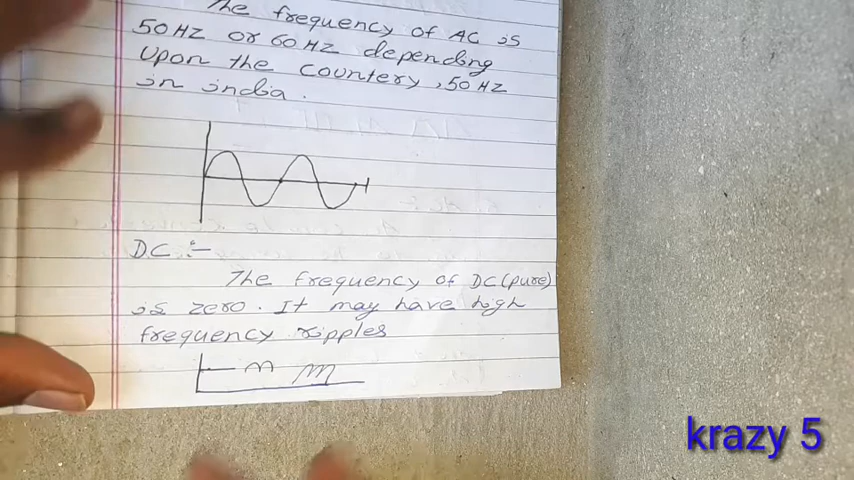 The frequency of AC is
50HZ or 60HZ depending
Upon the countery, 50HZ
in india.
DC :-
The frequency of DC(pure)
is zero. It may have high
frequency ripples
krazy 5